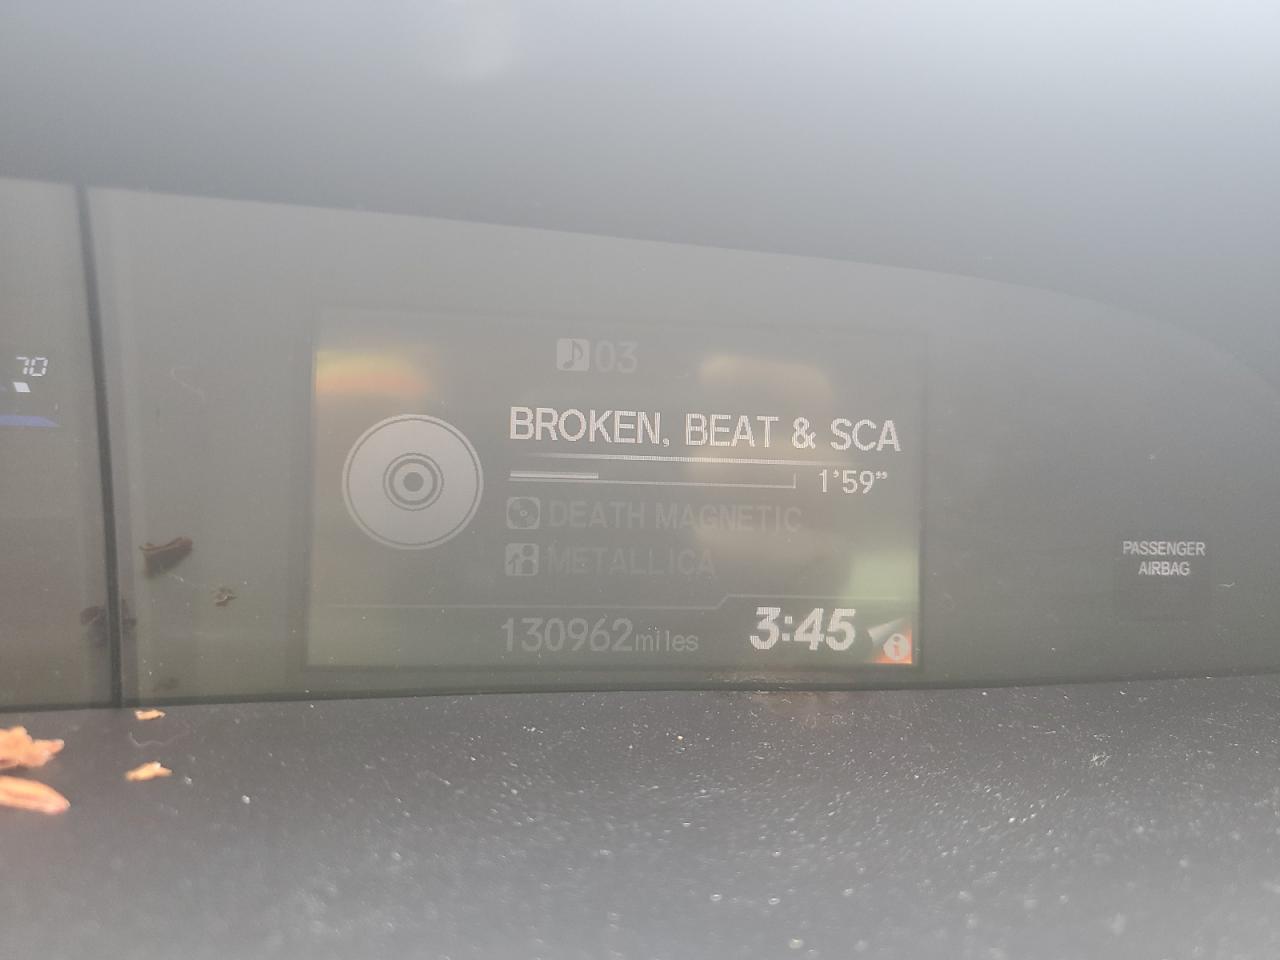 70
03
BROKEN, BEAT & SCA
1'59"
DEATH MAGNETIC
METALLICA
130962miles
3:45
i
PASSENGER
AIRBAG